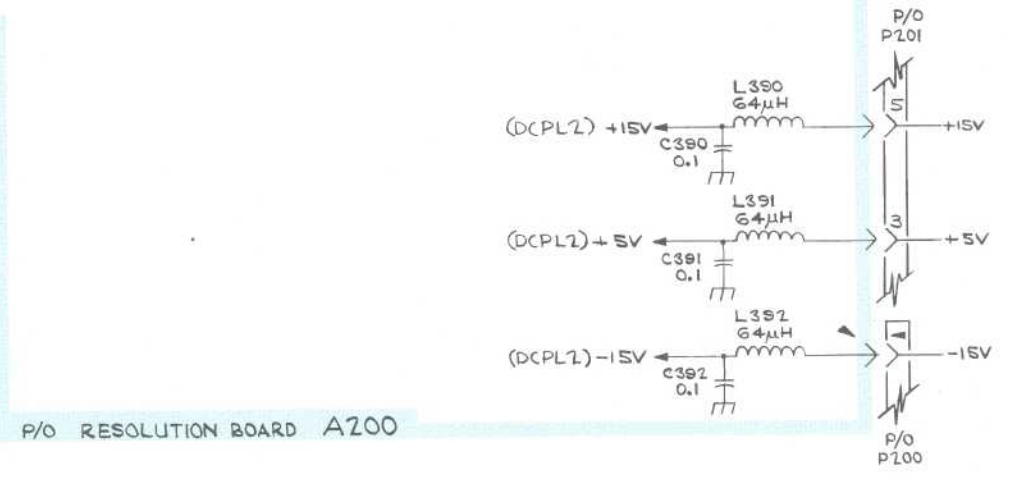 P/O
P201
L390
64μH
5
(DCPL2) +15V
+15V
C390
0.1
L391
64μH
3
(DCPL2)+ 5V
+5V
C391
0.1
L392
64μH
(DCPL2)-15V
-15V
C392
0.1
P/O RESOLUTION BOARD A200
P/O
P200